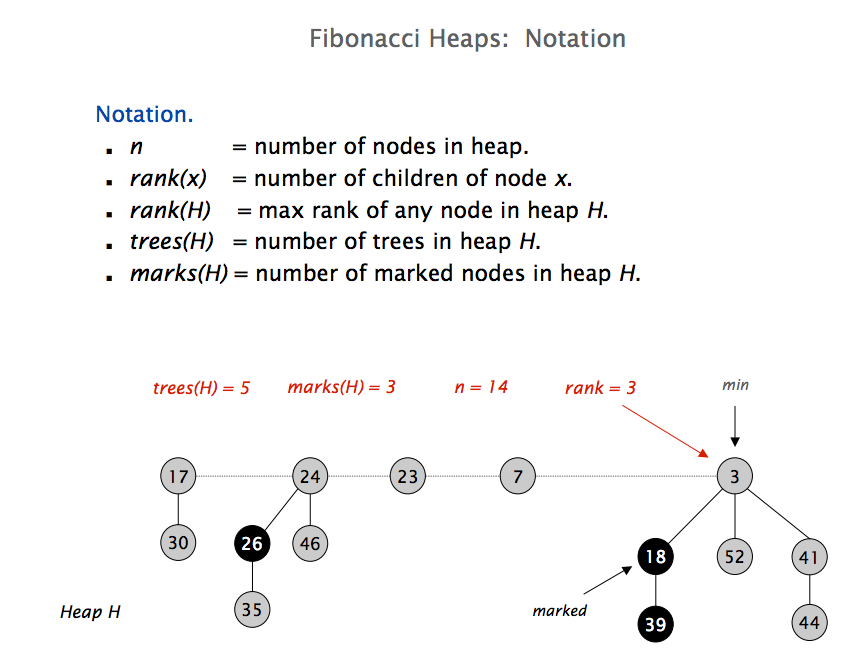 Fibonacci Heaps: Notation
Notation.
▪ n = number of nodes in heap.
▪ rank(x) = number of children of node x.
▪ rank(H) = max rank of any node in heap H.
▪ trees(H) = number of trees in heap H.
▪ marks(H) = number of marked nodes in heap H.
trees(H) = 5 marks(H) = 3 n = 14 rank = 3 min
17 24 23 7 3
30 26 46 18 52 41
35 39 44
Heap H marked